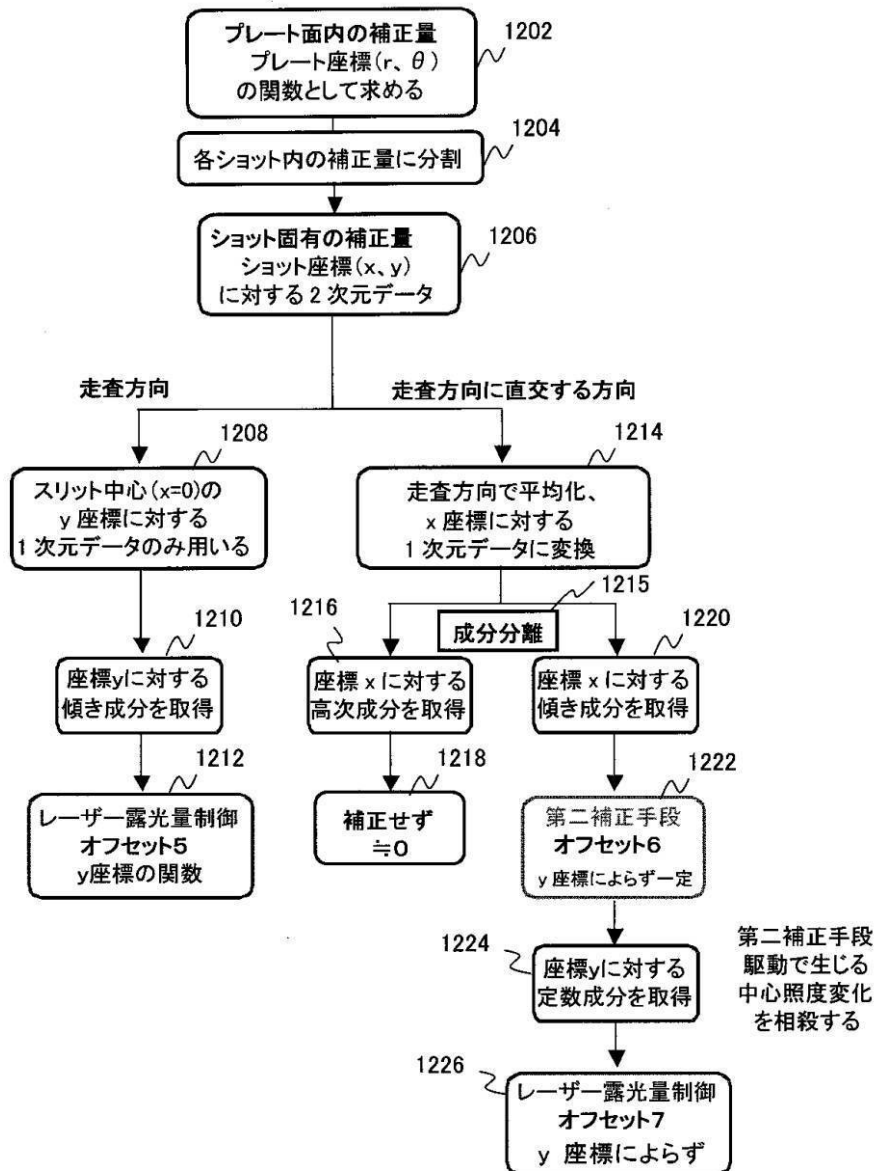 プレート面内の補正量
プレート座標(r、θ)
の関数として求める
1202
1204
各ショット内の補正量に分割
ショット固有の補正量
ショット座標(x、y)
に対する2次元データ
1206
走査方向
走査方向に直交する方向
1208
スリット中心(x=0)の
y座標に対する
1次元データのみ用いる
1214
走査方向で平均化、
x座標に対する
1次元データに変換
1215
成分分離
1210
座標yに対する
傾き成分を取得
1216
座標xに対する
高次成分を取得
1220
座標xに対する
傾き成分を取得
1212
レーザー露光量制御
オフセット5
y座標の関数
1218
補正せず
≒0
1222
第二補正手段
オフセット6
y座標によらず一定
1224
座標yに対する
定数成分を取得
第二補正手段
駆動で生じる
中心照度変化
を相殺する
1226
レーザー露光量制御
オフセット7
y 座標によらず